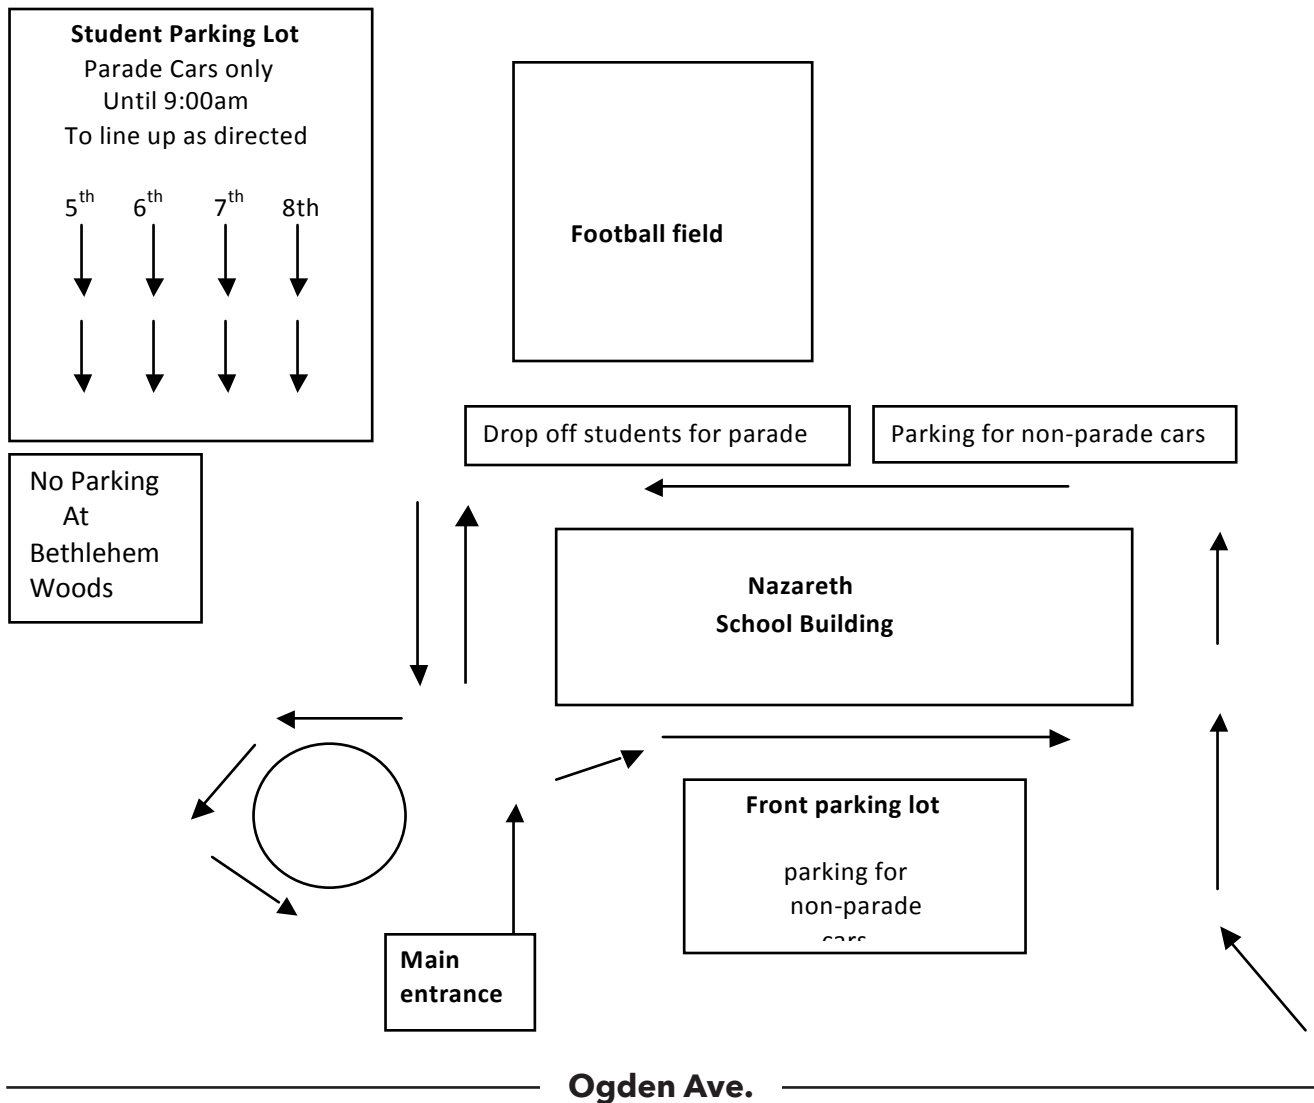 Student Parking Lot
Parade Cars only
Until 9:00am
To line up as directed
5th 6th 7th 8th
Football field
Drop off students for parade
Parking for non-parade cars
No Parking
At
Bethlehem
Woods
Nazareth
School Building
Front parking lot
parking for
non-parade
cars
Main
entrance
Ogden Ave.